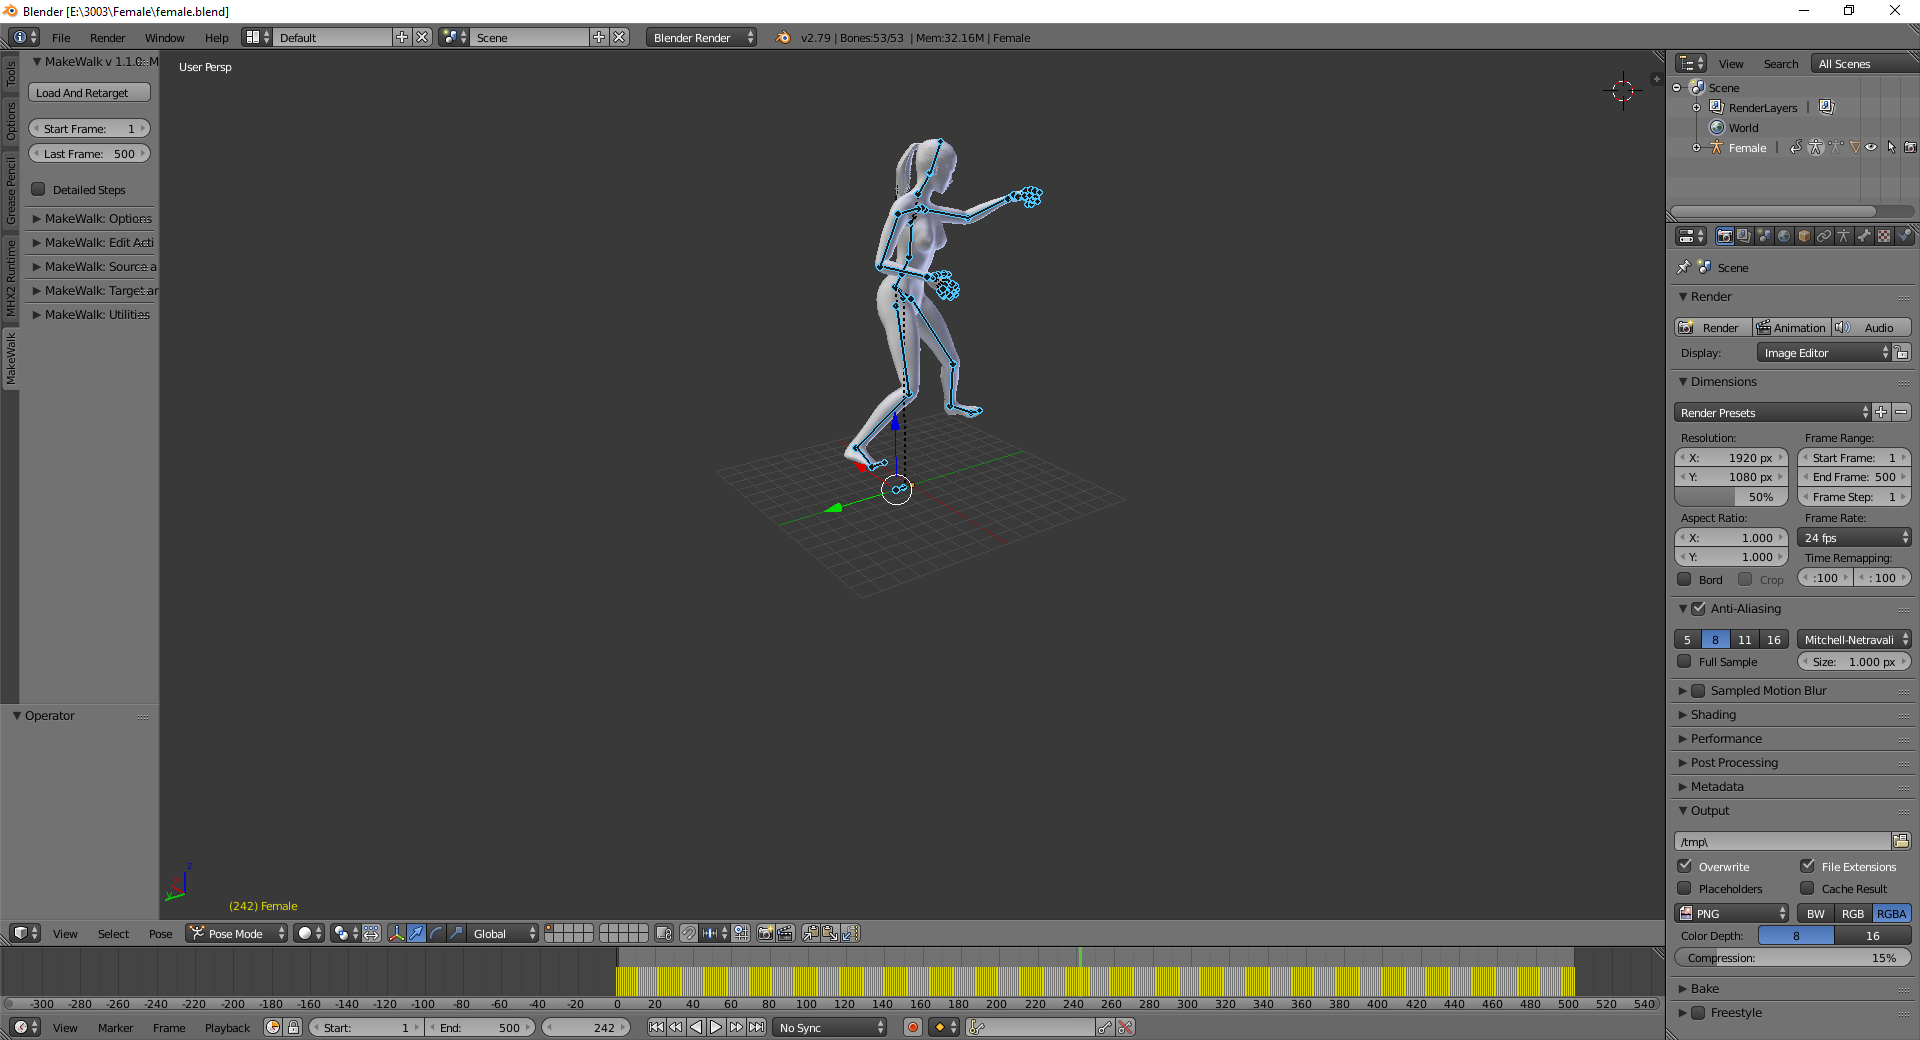 Blender [E:\3003\Female\female.blend]
File Render Window Help Default Scene Blender Render v2.79 | Bones:53/53 | Mem:32.16M | Female
Tools
Options
Grease Pencil
MHX2 Runtime
MakeWalk
MakeWalk v 1.1.0: M
Load And Retarget
Start Frame: 1
Last Frame: 500
Detailed Steps
MakeWalk: Options
MakeWalk: Edit Acti
MakeWalk: Source a
MakeWalk: Target ar
MakeWalk: Utilities
Operator
User Persp
z
x
y
(242) Female
View Select Pose Pose Mode Global
-300 -280 -260 -240 -220 -200 -180 -160 -140 -120 -100 -80 -60 -40 -20 0 20 40 60 80 100 120 140 160 180 200 220 240 260 280 300 320 340 360 380 400 420 440 460 480 500 520 540
View Marker Frame Playback Start: 1 End: 500 242 No Sync
View Search All Scenes
Scene
RenderLayers |
World
Female |
Scene
Render
Render Animation Audio
Display: Image Editor
Dimensions
Render Presets
Resolution: Frame Range:
X: 1920 px Start Frame: 1
Y: 1080 px End Frame: 500
50% Frame Step: 1
Aspect Ratio: Frame Rate:
X: 1.000 24 fps
Y: 1.000 Time Remapping:
Bord Crop :100 : 100
Anti-Aliasing
5 8 11 16 Mitchell-Netravali
Full Sample Size: 1.000 px
Sampled Motion Blur
Shading
Performance
Post Processing
Metadata
Output
/tmp\
Overwrite File Extensions
Placeholders Cache Result
PNG BW RGB RGBA
Color Depth: 8 16
Compression: 15%
Bake
Freestyle